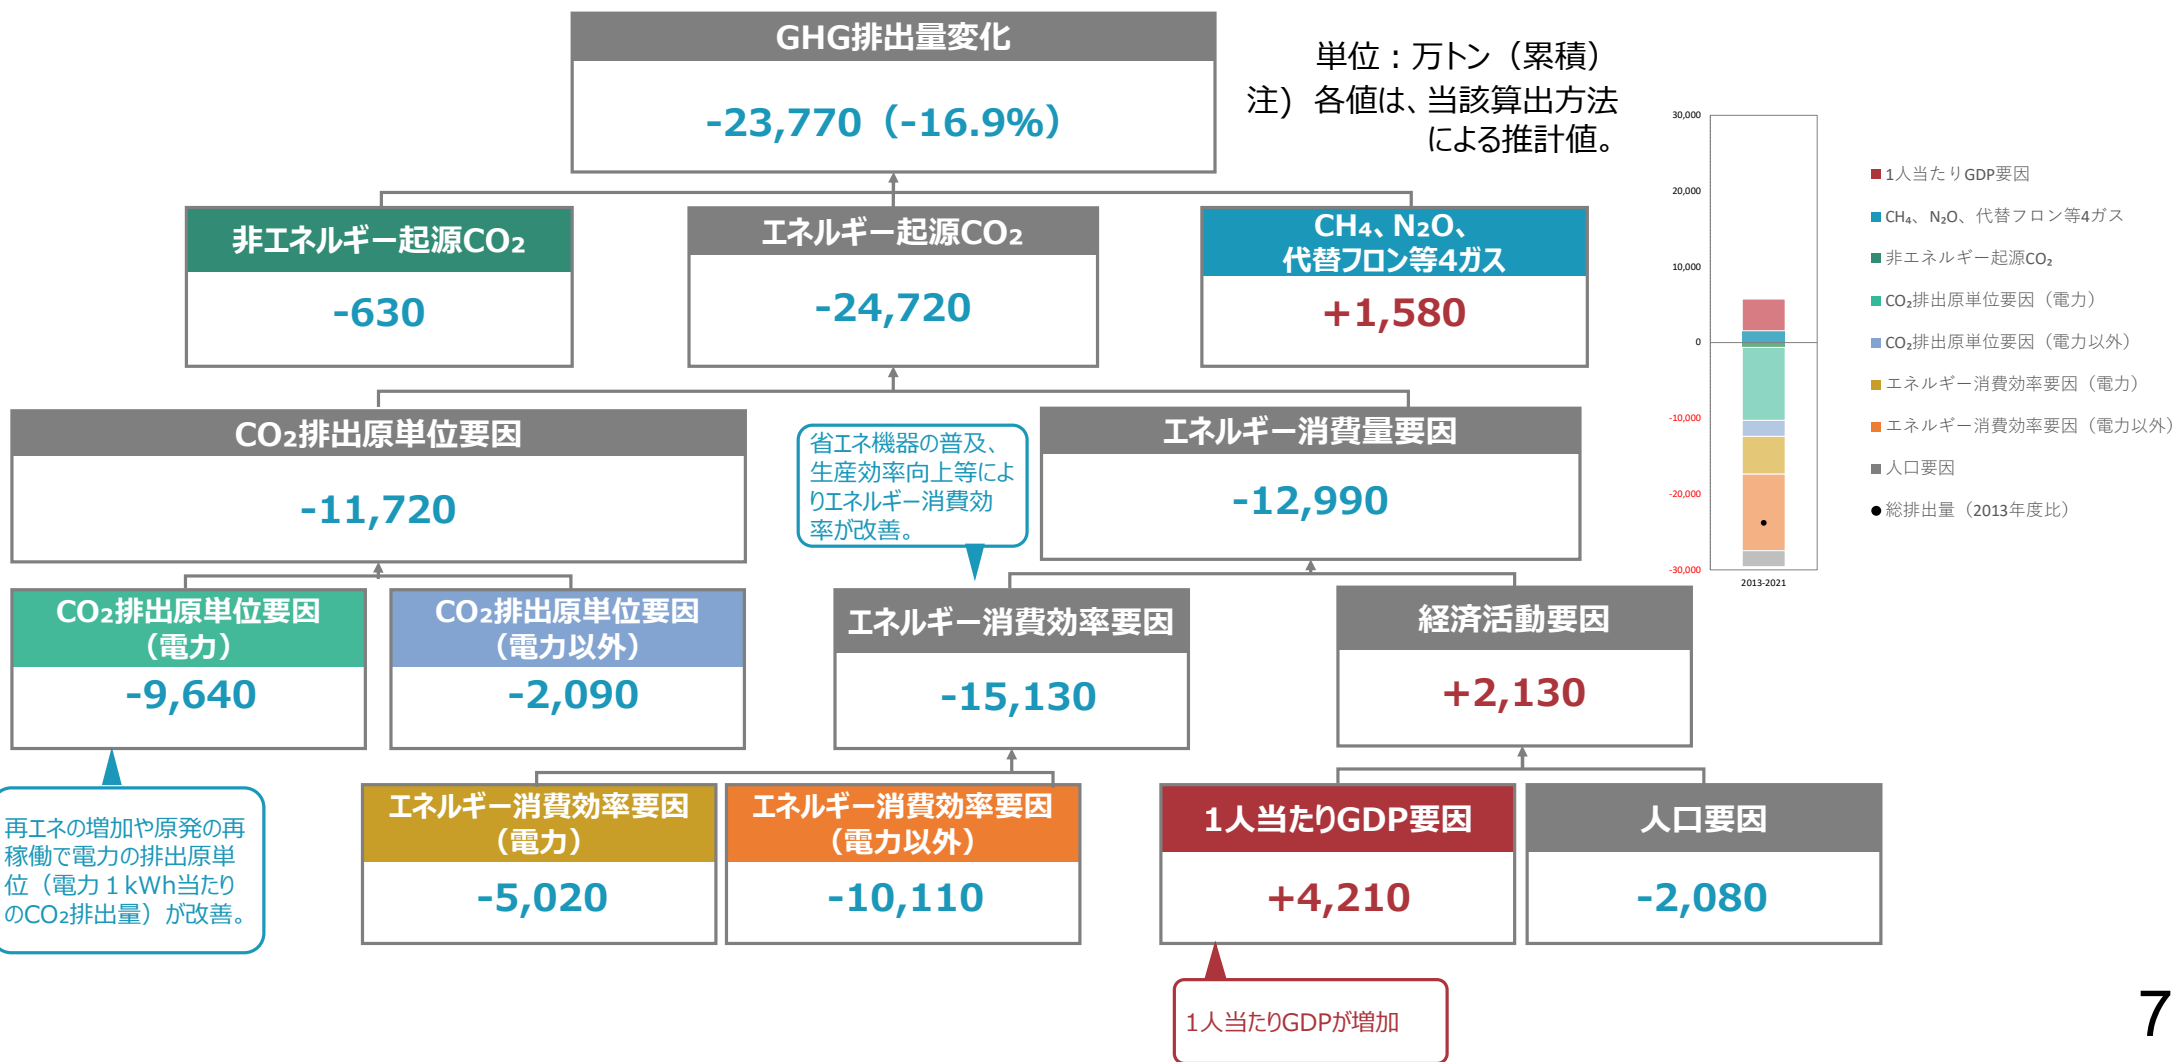 GHG排出量変化
-23,770（-16.9%）
単位：万トン（累積）
注）各値は、当該算出方法
による推計値。
非エネルギー起源CO₂
-630
エネルギー起源CO₂
-24,720
CH₄、N₂O、
代替フロン等4ガス
+1,580
CO₂排出原単位要因
-11,720
省エネ機器の普及、
生産効率向上等によ
りエネルギー消費効
率が改善。
エネルギー消費量要因
-12,990
CO₂排出原単位要因
（電力）
-9,640
CO₂排出原単位要因
（電力以外）
-2,090
エネルギー消費効率要因
-15,130
経済活動要因
+2,130
再エネの増加や原発の再
稼働で電力の排出原単
位（電力１kWh当たり
のCO₂排出量）が改善。
エネルギー消費効率要因
（電力）
-5,020
エネルギー消費効率要因
（電力以外）
-10,110
1人当たりGDP要因
+4,210
人口要因
-2,080
1人当たりGDPが増加
30,000
20,000
10,000
0
-10,000
-20,000
-30,000
2013-2021
1人当たりGDP要因
CH₄、N₂O、代替フロン等4ガス
非エネルギー起源CO₂
CO₂排出原単位要因（電力）
CO₂排出原単位要因（電力以外）
エネルギー消費効率要因（電力）
エネルギー消費効率要因（電力以外）
人口要因
総排出量（2013年度比）
7